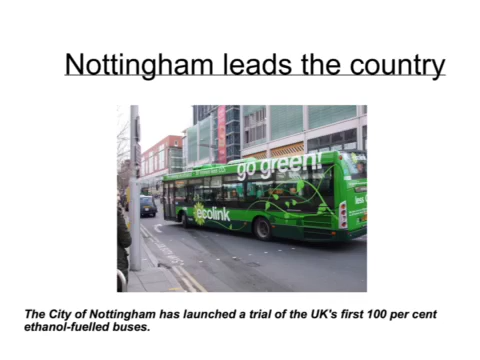 Nottingham leads the country
go green!
ecolink
less
The City of Nottingham has launched a trial of the UK's first 100 per cent
ethanol-fuelled buses.